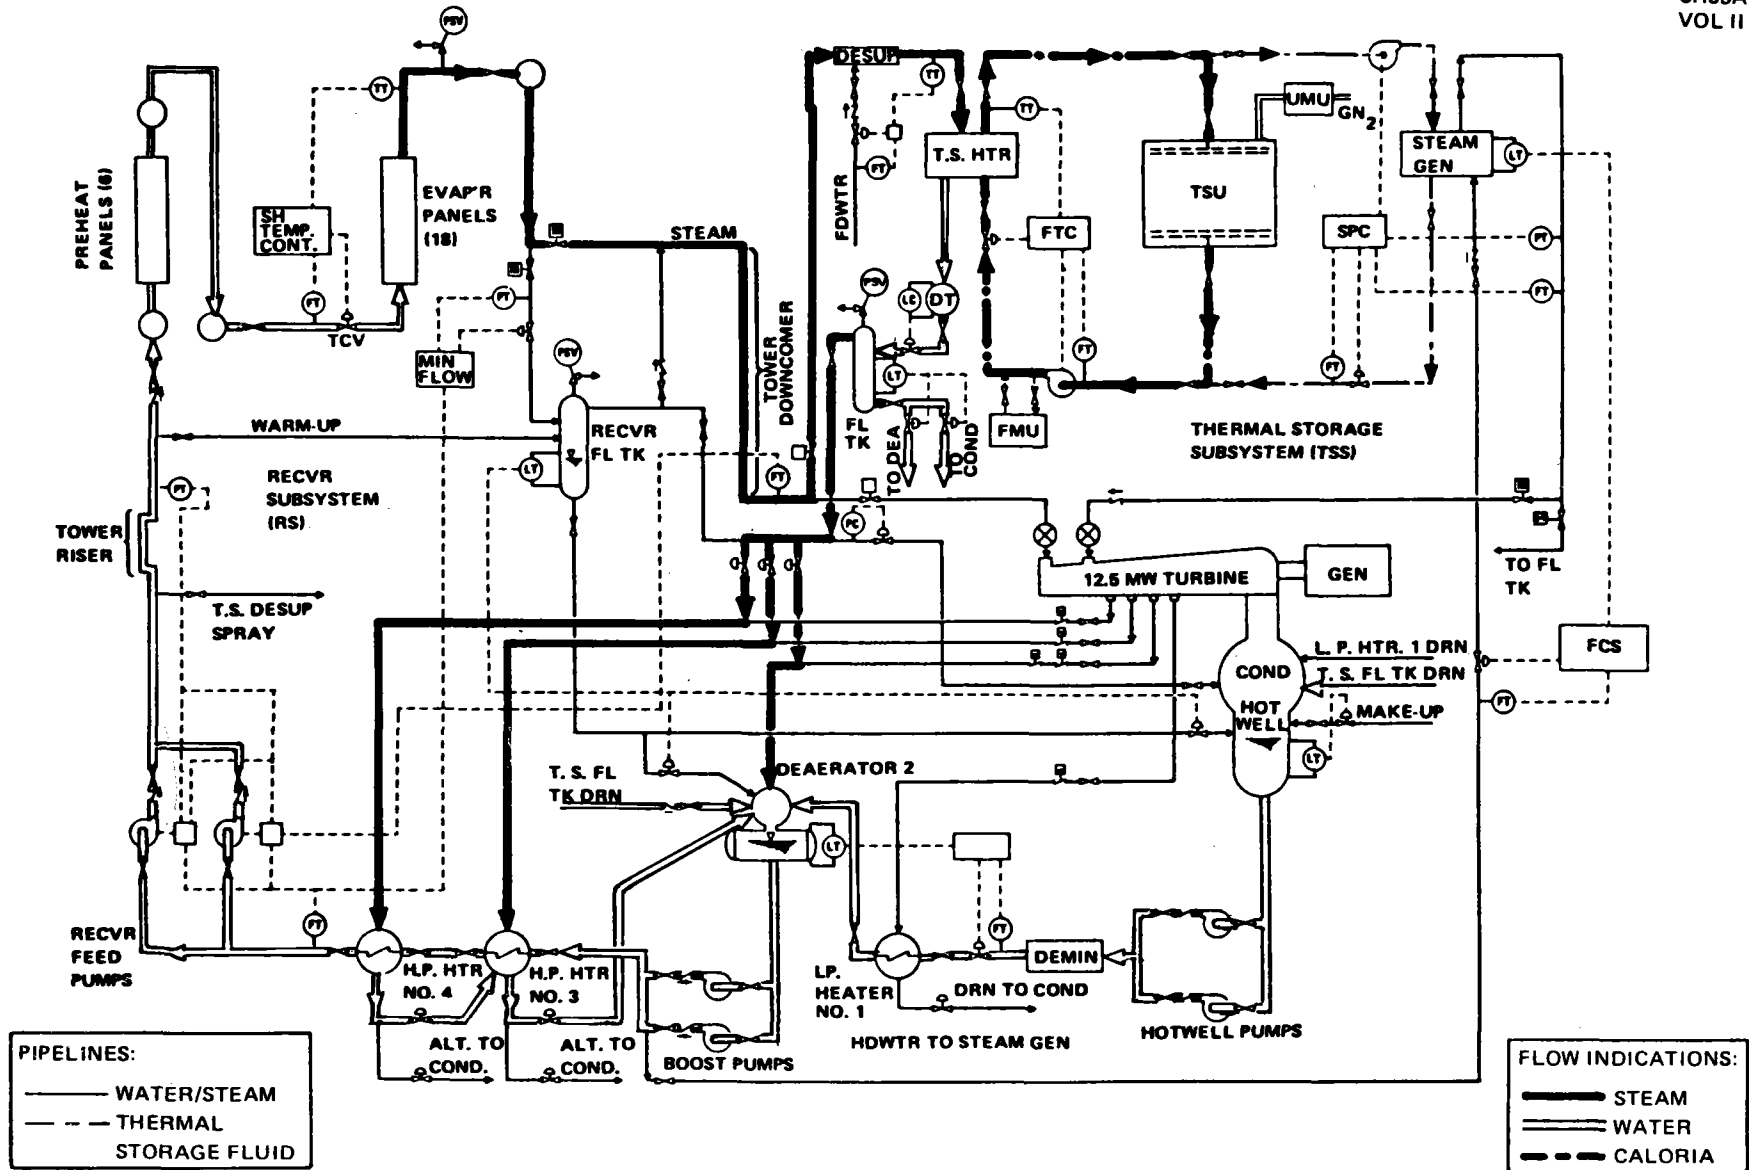 VOL II
PSV
DESUP
TT
TT
UMU
GN2
TT
T.S. HTR
TSU
STEAM
GEN
LT
PREHEAT
PANELS (6)
EVAP'R
PANELS
(18)
SH
TEMP.
CONT.
FT
FDWTR
FTC
SPC
PT
FT
STEAM
PT
FT
TCV
MIN
FLOW
PSV
LC
DT
PSV
LT
FT
FT
TOWER
DOWNCOMER
FL
TK
FMU
TO DEA
TO
COND
THERMAL STORAGE
SUBSYSTEM (TSS)
WARM-UP
RECVR
FL TK
LT
RECVR
SUBSYSTEM
(RS)
PT
FT
PC
TOWER
RISER
12.5 MW TURBINE
GEN
TO FL
TK
T.S. DESUP
SPRAY
L. P. HTR. 1 DRN
T. S. FL TK DRN
COND
FCS
FT
HOT
WELL
MAKE-UP
LT
T. S. FL
TK DRN
DEAERATOR 2
LT
RECVR
FEED
PUMPS
FT
H.P. HTR
NO. 4
H.P. HTR
NO. 3
LP.
HEATER
NO. 1
FT
DEMIN
DRN TO COND
HOTWELL PUMPS
ALT. TO
COND.
ALT. TO
COND.
BOOST PUMPS
HDWTR TO STEAM GEN
PIPELINES:
WATER/STEAM
THERMAL
STORAGE FLUID
FLOW INDICATIONS:
STEAM
WATER
CALORIA